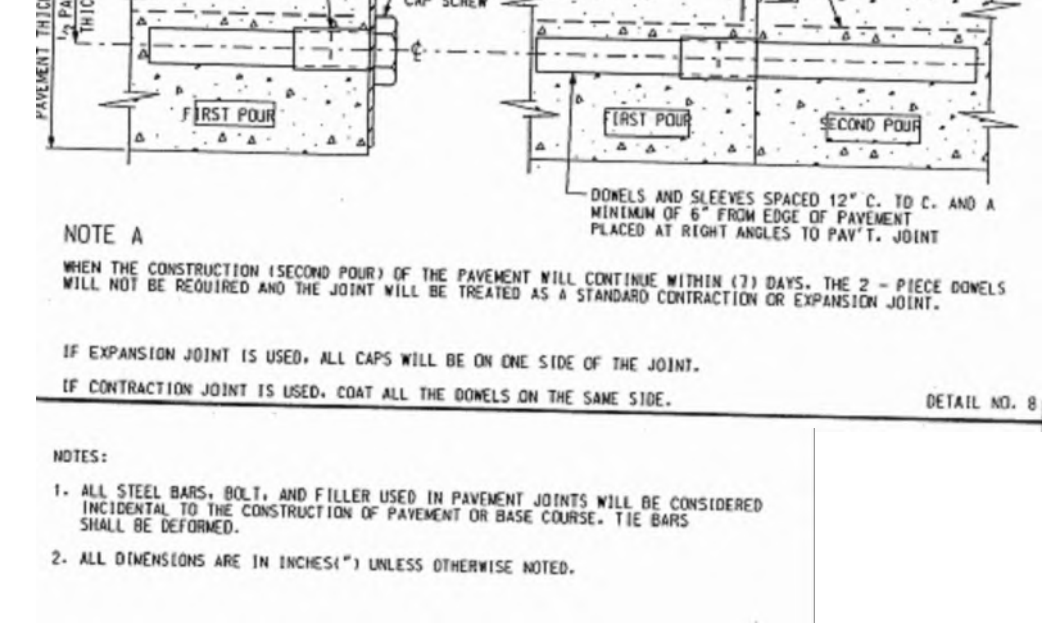 CAP SCREW
PAVEMENT THIC
1/2 PA
THIC
℄
FIRST POUR
FIRST POUR
SECOND POUR
DOWELS AND SLEEVES SPACED 12" C. TO C. AND A
MINIMUM OF 6" FROM EDGE OF PAVEMENT
PLACED AT RIGHT ANGLES TO PAV'T. JOINT
NOTE A
WHEN THE CONSTRUCTION (SECOND POUR) OF THE PAVEMENT WILL CONTINUE WITHIN (7) DAYS, THE 2 - PIECE DOWELS
WILL NOT BE REQUIRED AND THE JOINT WILL BE TREATED AS A STANDARD CONTRACTION OR EXPANSION JOINT.
IF EXPANSION JOINT IS USED, ALL CAPS WILL BE ON ONE SIDE OF THE JOINT.
IF CONTRACTION JOINT IS USED, COAT ALL THE DOWELS ON THE SAME SIDE.
DETAIL NO. 8
NOTES:
1. ALL STEEL BARS, BOLT, AND FILLER USED IN PAVEMENT JOINTS WILL BE CONSIDERED
INCIDENTAL TO THE CONSTRUCTION OF PAVEMENT OR BASE COURSE. TIE BARS
SHALL BE DEFORMED.
2. ALL DIMENSIONS ARE IN INCHES(") UNLESS OTHERWISE NOTED.